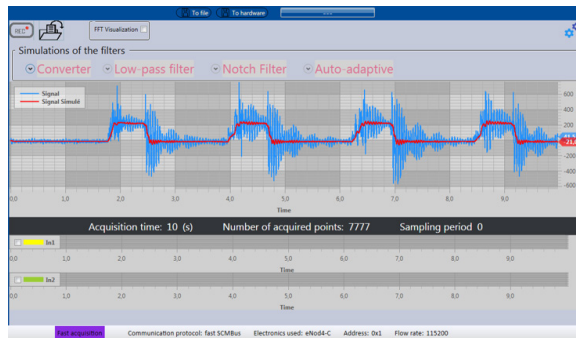 To file To hardware
REC
FFT Visualization
Simulations of the filters
Converter Low-pass filter Notch Filter Auto-adaptive
Signal
Signal Simulé
600
400
200
-21,
-200
-400
-600
0,0 1,0 2,0 3,0 4,0 5,0 6,0 7,0 8,0 9,0
Time
Acquisition time: 10 (s) Number of acquired points: 7777 Sampling period 0
In1
0,0 1,0 2,0 3,0 4,0 5,0 6,0 7,0 8,0 9,0
Time
In2
0,0 1,0 2,0 3,0 4,0 5,0 6,0 7,0 8,0 9,0
Time
Fast acquisition Communication protocol: fast SCMBus Electronics used: eNod4-C Address: 0x1 Flow rate: 115200